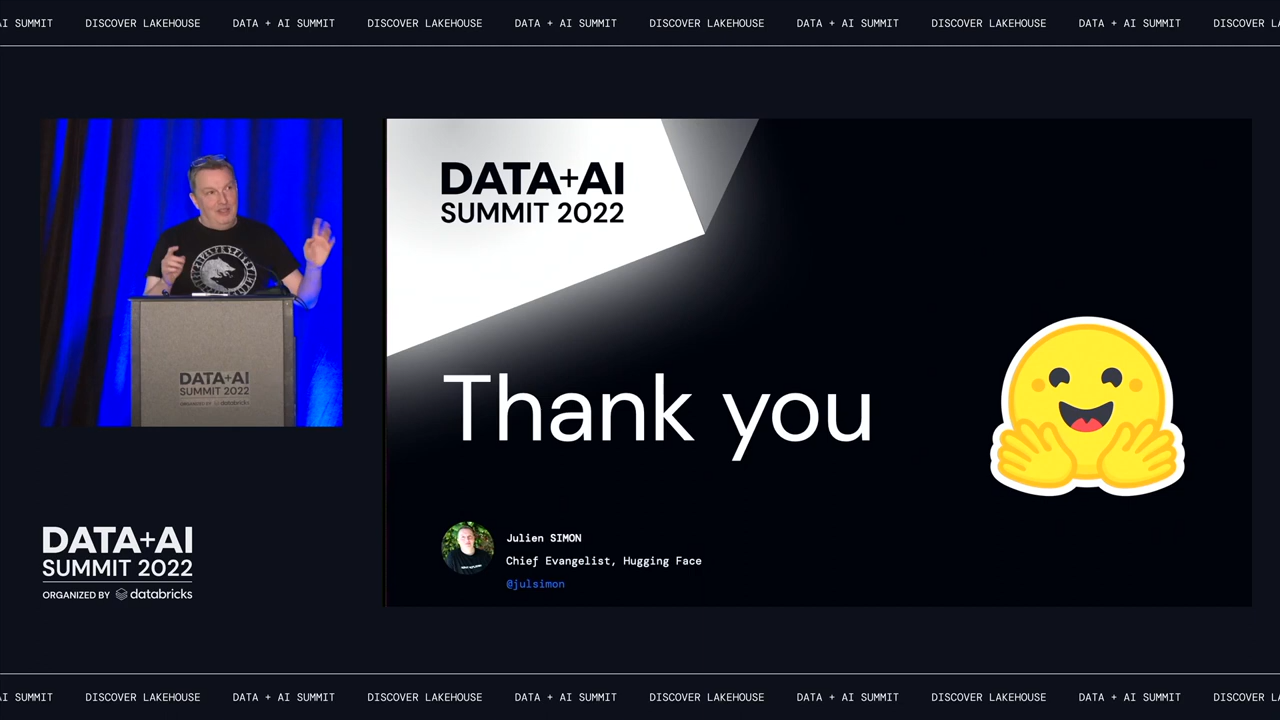 AI SUMMIT DISCOVER LAKEHOUSE DATA + AI SUMMIT DISCOVER LAKEHOUSE DATA + AI SUMMIT DISCOVER LAKEHOUSE DATA + AI SUMMIT DISCOVER LAKEHOUSE DATA + AI SUMMIT DISCOVER
DATA+AI
SUMMIT 2022
Thank you
Julien SIMON
Chief Evangelist, Hugging Face
@julsimon
DATA+AI
SUMMIT 2022
ORGANIZED BY databricks
DATA+AI
SUMMIT 2022
ORGANIZED BY databricks
AI SUMMIT DISCOVER LAKEHOUSE DATA + AI SUMMIT DISCOVER LAKEHOUSE DATA + AI SUMMIT DISCOVER LAKEHOUSE DATA + AI SUMMIT DISCOVER LAKEHOUSE DATA + AI SUMMIT DISCOVER